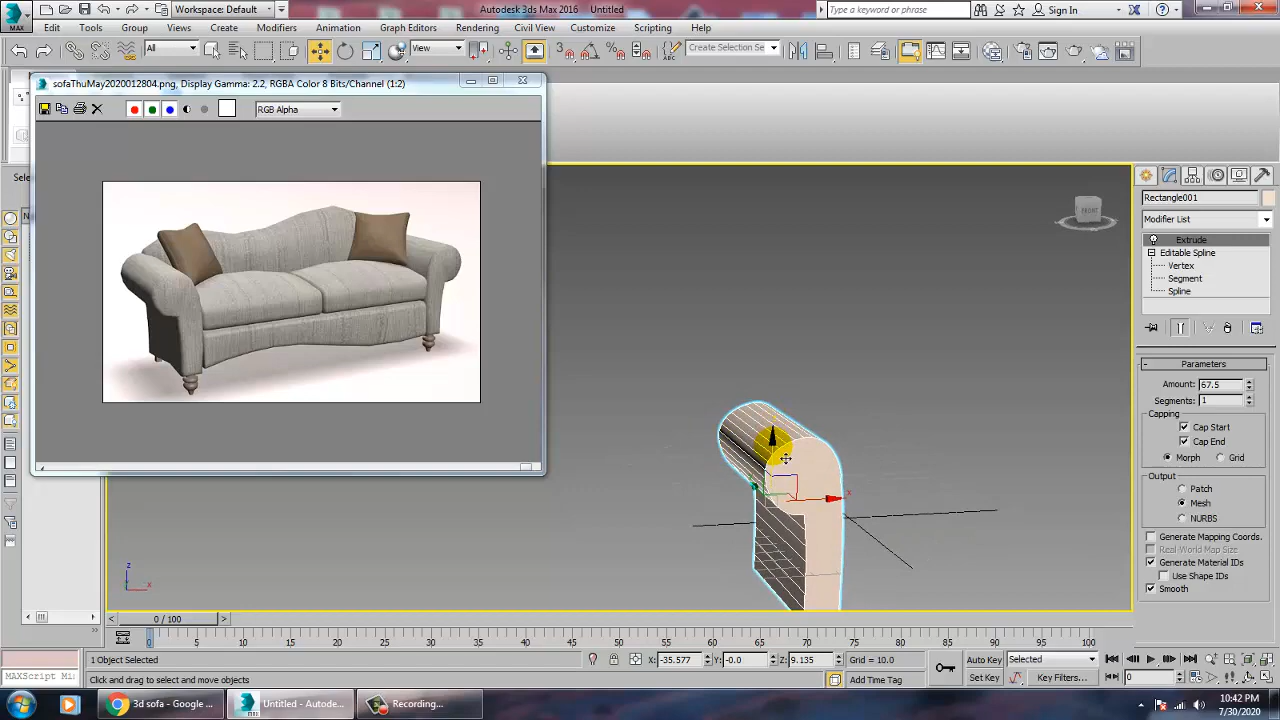 Workspace: Default
Autodesk 3ds Max 2016    Untitled
Type a keyword or phrase
Sign In
MAX
Edit Tools Group Views Create Modifiers Animation Graph Editors Rendering Civil View Customize Scripting Help
All
View
Create Selection Se
sofaThuMay2020012804.png, Display Gamma: 2.2, RGBA Color 8 Bits/Channel (1:2)
RGB Alpha
Sele
N
FRONT
x
z
x
Rectangle001
Modifier List
Extrude
Editable Spline
Vertex
Segment
Spline
Parameters
Amount: 67.5
Segments: 1
Capping
Cap Start
Cap End
Morph Grid
Output
Patch
Mesh
NURBS
Generate Mapping Coords.
Real-World Map Size
Generate Material IDs
Use Shape IDs
Smooth
0 / 100
0 5 10 15 20 25 30 35 40 45 50 55 60 65 70 75 80 85 90 95 100
1 Object Selected
X: -35.577 Y: -0.0 Z: 9.135 Grid = 10.0
Auto Key Selected
MAXScript Mi
Click and drag to select and move objects
Add Time Tag
Set Key Key Filters...
0
3d sofa - Google ...
Untitled - Autode...
Recording...
10:42 PM
7/30/2020